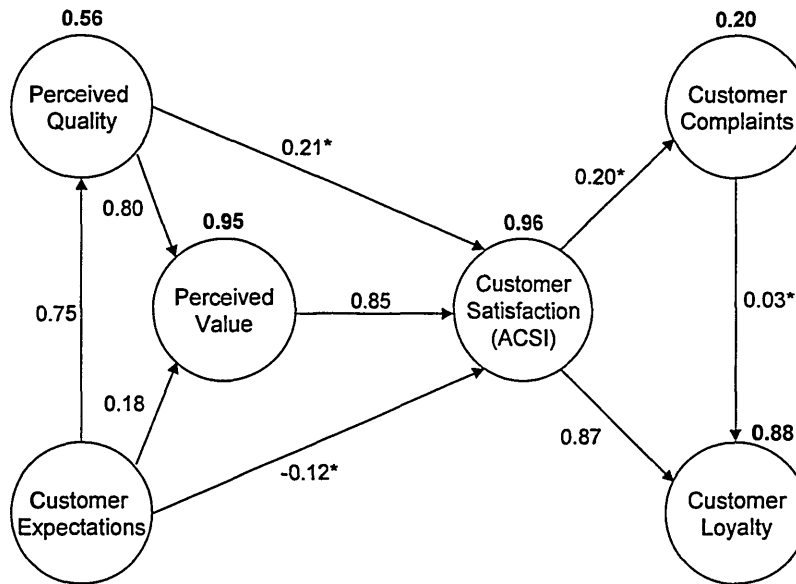 0.56
0.20
Perceived
Quality
Customer
Complaints
0.21*
0.20*
0.80
0.95
0.96
0.75
Perceived
Value
0.85
Customer
Satisfaction
(ACSI)
0.03*
0.18
0.87
0.88
-0.12*
Customer
Expectations
Customer
Loyalty